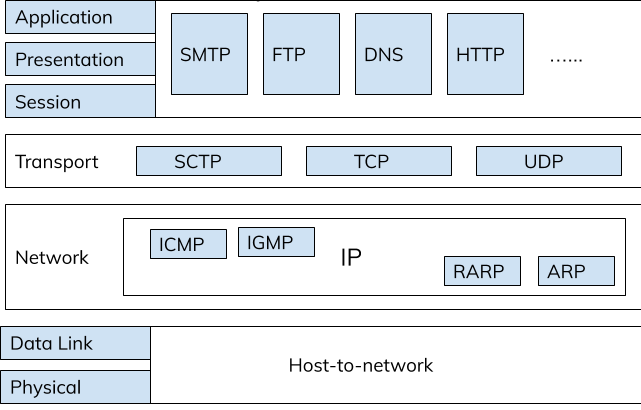 Application
Presentation
Session
SMTP FTP DNS HTTP ......
Transport SCTP TCP UDP
Network
ICMP IGMP IP
RARP ARP
Data Link
Physical
Host-to-network